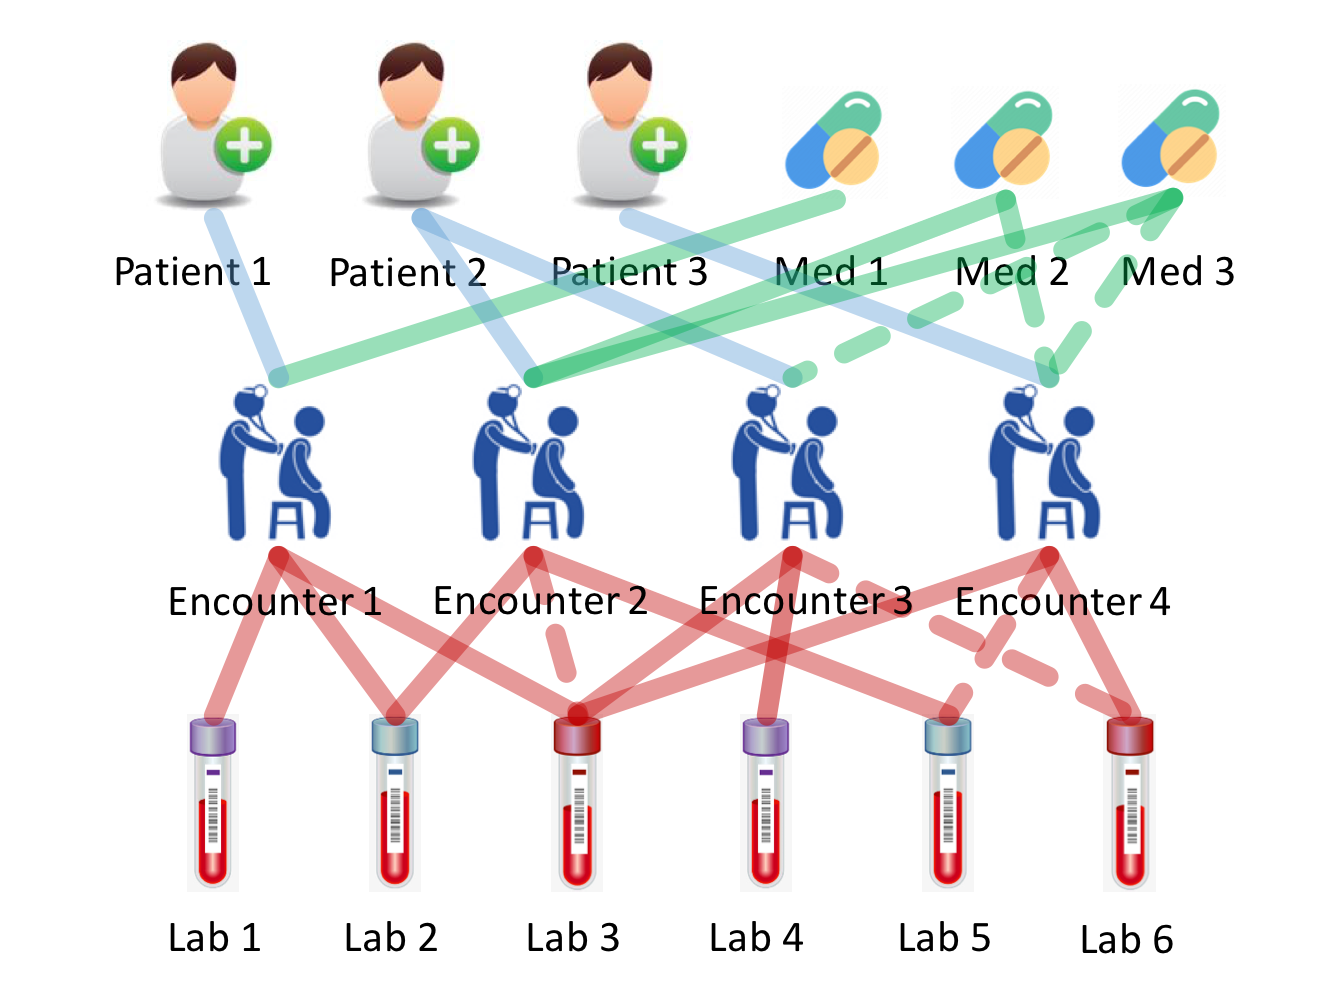 Patient 1
Patient 2
Patient 3
Med 1
Med 2
Med 3
Encounter 1
Encounter 2
Encounter 3
Encounter 4
Lab 1
Lab 2
Lab 3
Lab 4
Lab 5
Lab 6